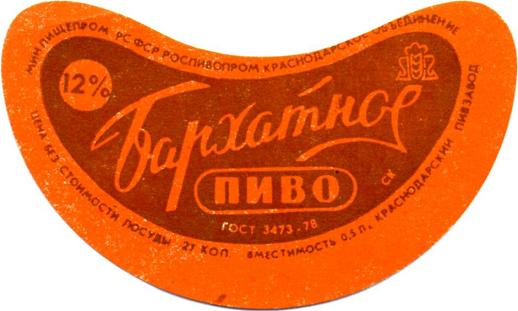 МИНПИЩЕПРОМ РСФСР РОСПИВОПРОМ КРАСНОДАРСКОЕ ОБЪЕДИНЕНИЕ
12%
Бархатное
ПИВО
СК
ГОСТ 3473-78
ЦЕНА БЕЗ СТОИМОСТИ ПОСУДЫ 27 КОП. ВМЕСТИМОСТЬ 0,5 Л. КРАСНОДАРСКИЙ ПИВЗАВОД